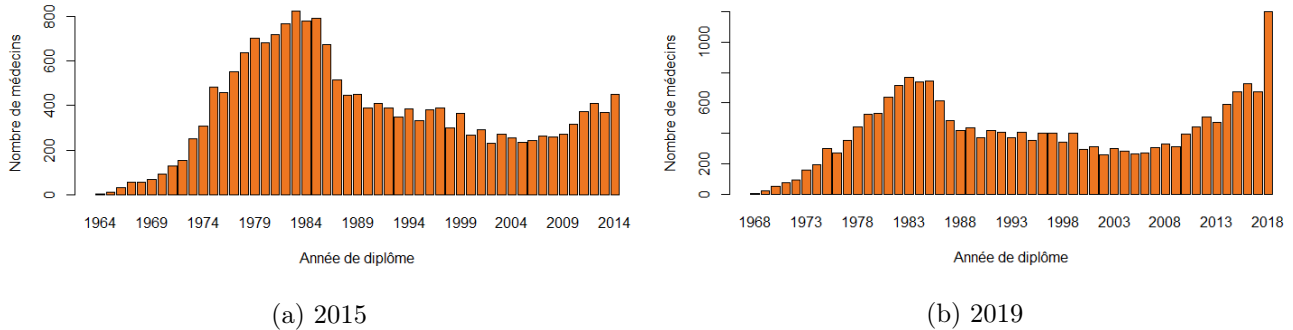 Nombre de médecins
0 200 400 600 800
1964 1969 1974 1979 1984 1989 1994 1999 2004 2009 2014
Année de diplôme
(a) 2015
Nombre de médecins
0 200 600 1000
1968 1973 1978 1983 1988 1993 1998 2003 2008 2013 2018
Année de diplôme
(b) 2019